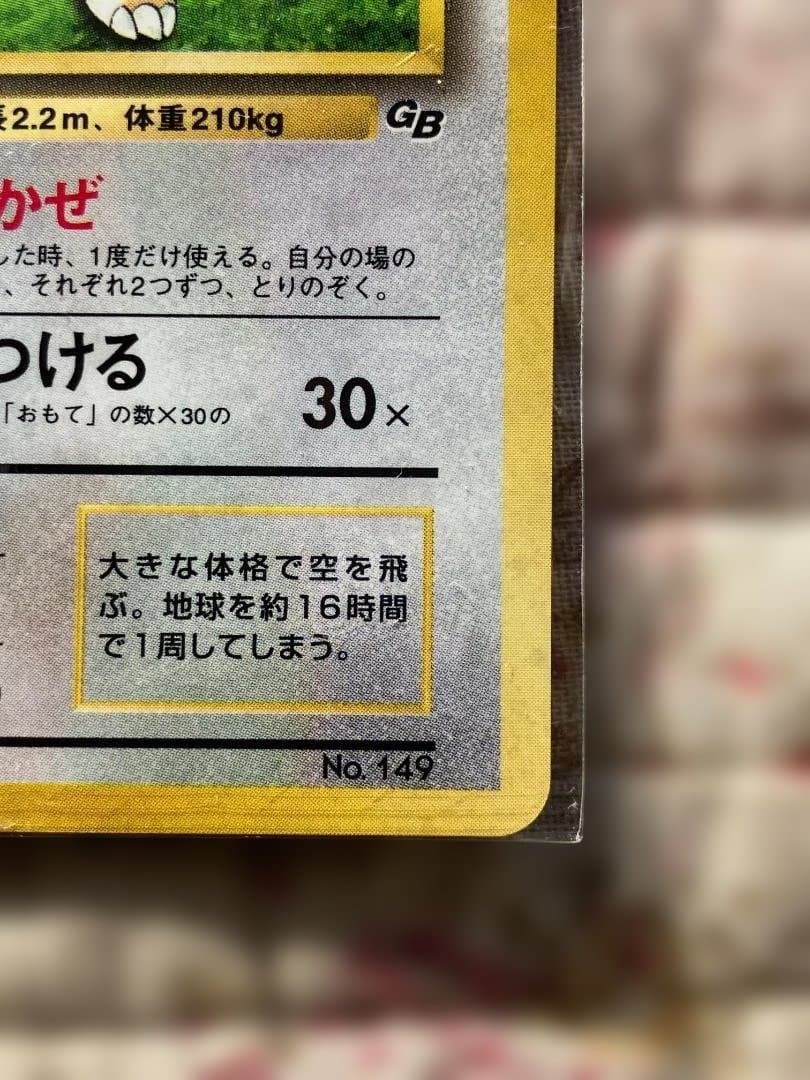 長2.2m、体重210kg
GB
かぜ
した時、1度だけ使える。自分の場の
、それぞれ2つずつ、とりのぞく。
つける
30×
「おもて」の数×30の
大きな体格で空を飛
ぶ。地球を約16時間
で1周してしまう。
No. 149